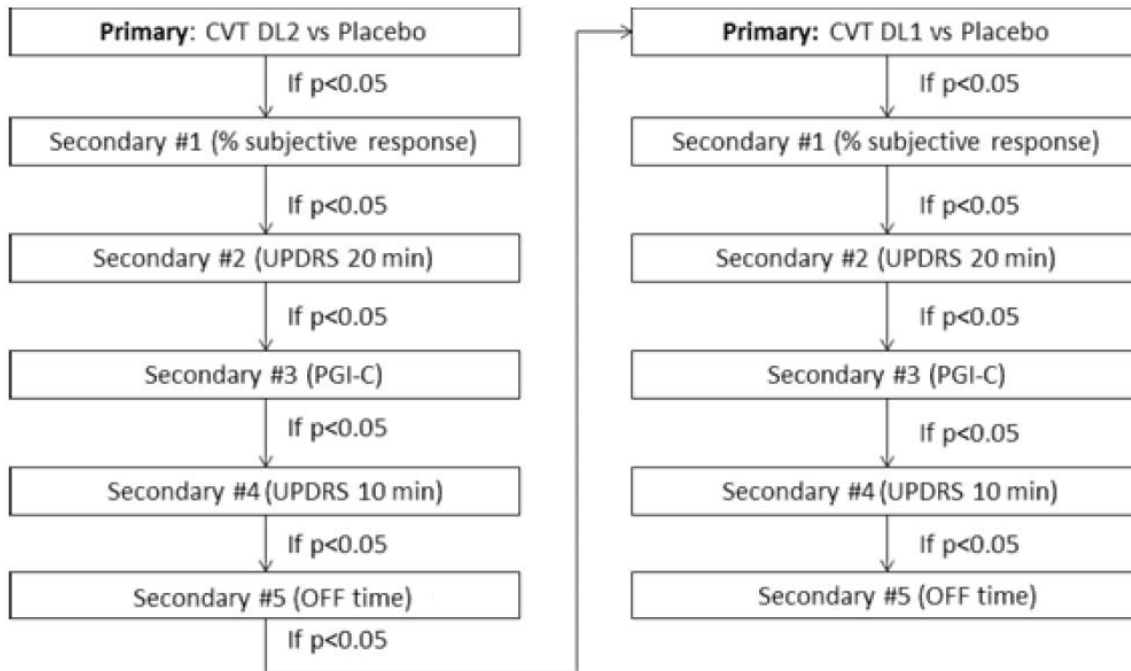 Primary: CVT DL2 vs Placebo
If p<0.05
Secondary #1 (% subjective response)
If p<0.05
Secondary #2 (UPDRS 20 min)
If p<0.05
Secondary #3 (PGI-C)
If p<0.05
Secondary #4 (UPDRS 10 min)
If p<0.05
Secondary #5 (OFF time)
If p<0.05
Primary: CVT DL1 vs Placebo
If p<0.05
Secondary #1 (% subjective response)
If p<0.05
Secondary #2 (UPDRS 20 min)
If p<0.05
Secondary #3 (PGI-C)
If p<0.05
Secondary #4 (UPDRS 10 min)
If p<0.05
Secondary #5 (OFF time)